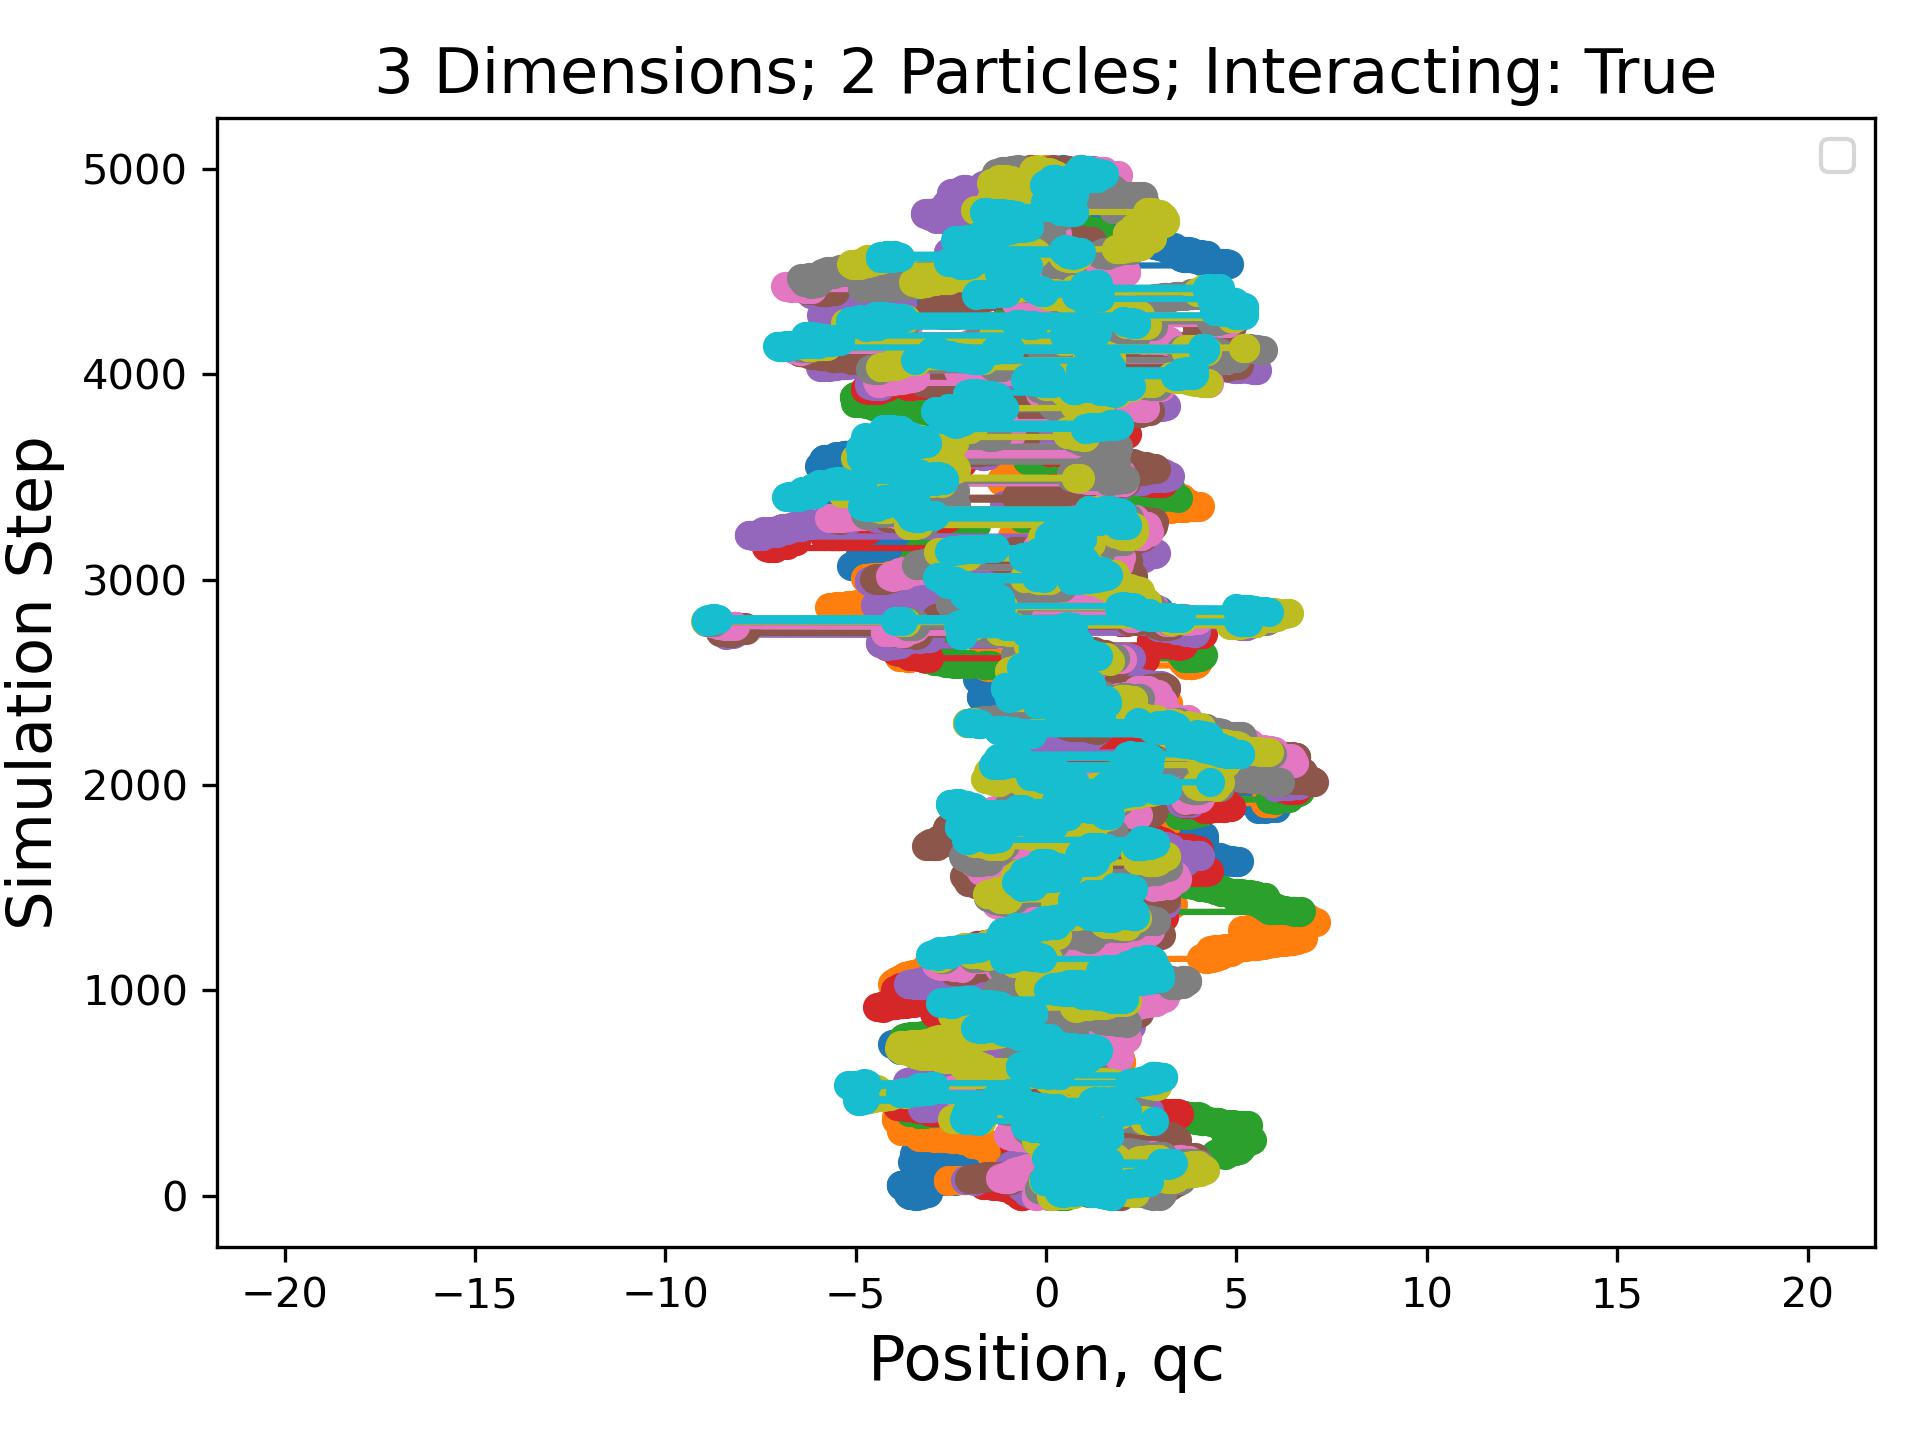 3 Dimensions; 2 Particles; Interacting: True
Simulation Step
5000
4000
3000
2000
1000
0
−20 −15 −10 −5 0 5 10 15 20
Position, qc